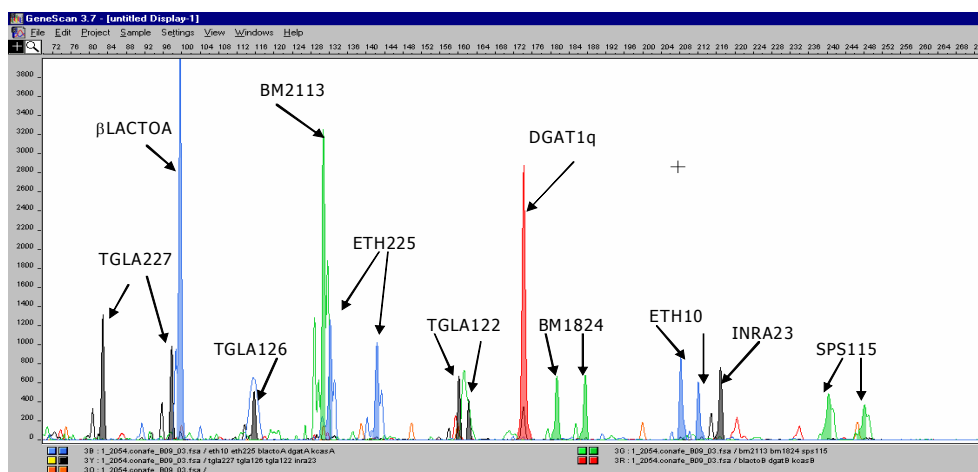 GeneScan 3.7 - [untitled Display-1]
File Edit Project Sample Settings View Windows Help
72 76 80 84 88 92 96 100 104 108 112 116 120 124 128 132 136 140 144 148 152 156 160 164 168 172 176 180 184 188 192 196 200 204 208 212 216 220 224 228 232 236 240 244 248 252 256 260 264 268
3800
3400
3000
2800
2400
2000
1800
1400
1200
1000
800
600
400
200
0
BM2113
βLACTOA
DGAT1q
ETH225
TGLA227
TGLA126
TGLA122
BM1824
ETH10
INRA23
SPS115
3B : 1_2054.conafe_B09_03.fsa / eth10 eth225 blactoA dgatA kcasA
3G : 1_2054.conafe_B09_03.fsa / bm2113 bm1824 sps115
3Y : 1_2054.conafe_B09_03.fsa / tgla227 tgla126 tgla122 inra23
3R : 1_2054.conafe_B09_03.fsa / blactoB dgatB kcasB
3O : 1_2054.conafe_B09_03.fsa /